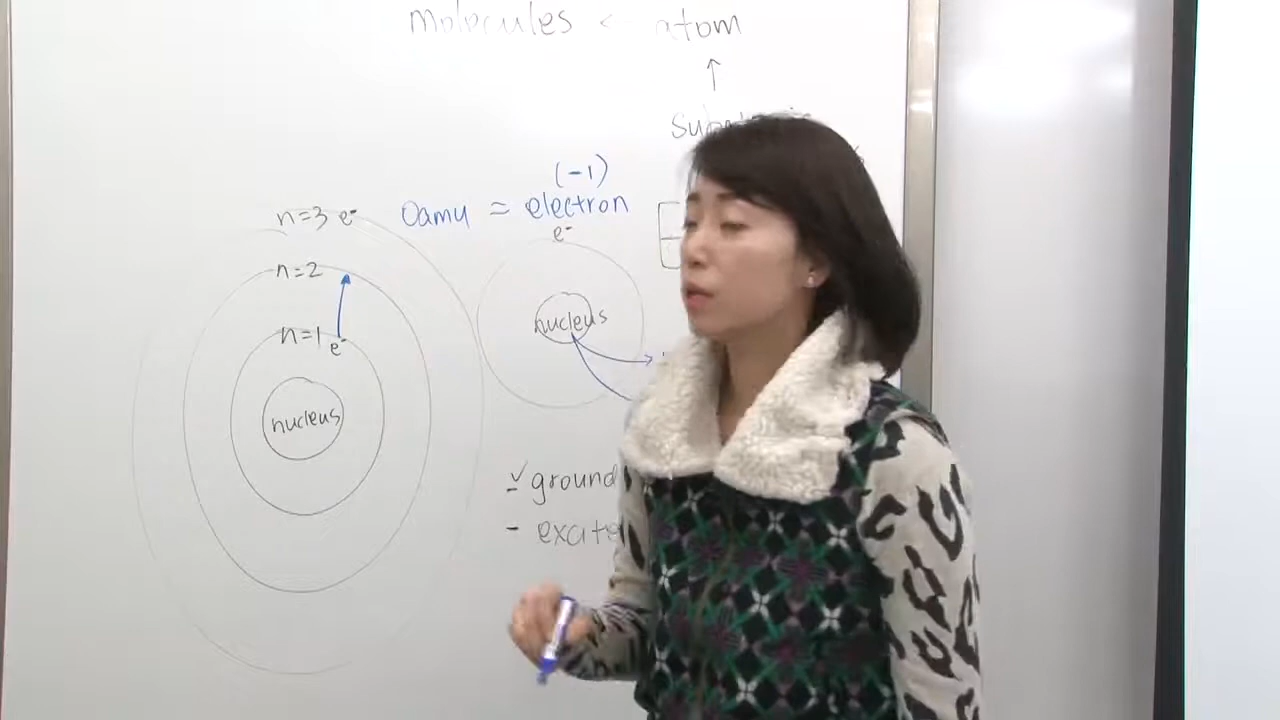 molecules ← atom
↑
(-1)
0amu = electron
e-
n=3 e-
n=2
n=1 e-
nucleus
nucleus
ground
- excite